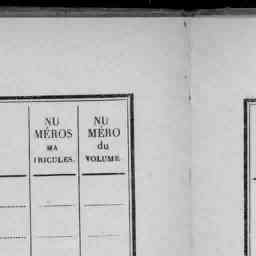 NU
MÉROS
MA
TRICULES.
NU
MÉRO
du
VOLUME.